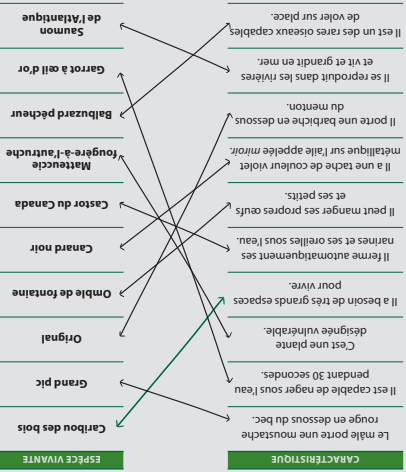 ESPÈCE VIVANTE
Caribou des bois
Grand pic
Orignal
Omble de fontaine
Canard noir
Castor du Canada
Matteuccie
fougère-à-l'autruche
Balbuzard pêcheur
Garrot à œil d'or
Saumon
de l'Atlantique
CARACTÉRISTIQUE
Le mâle porte une moustache
rouge en dessous du bec.
Il est capable de nager sous l'eau
pendant 30 secondes.
C'est une plante
désignée vulnérable.
Il a besoin de très grands espaces
pour vivre.
Il ferme automatiquement ses
narines et ses oreilles sous l'eau.
Il peut manger ses propres œufs
et ses petits.
Il a une tache de couleur violet
métallique sur l'aile appelée miroir.
Il porte une barbiche en dessous
du menton.
Il se reproduit dans les rivières
et vit et grandit en mer.
Il est un des rares oiseaux capables
de voler sur place.